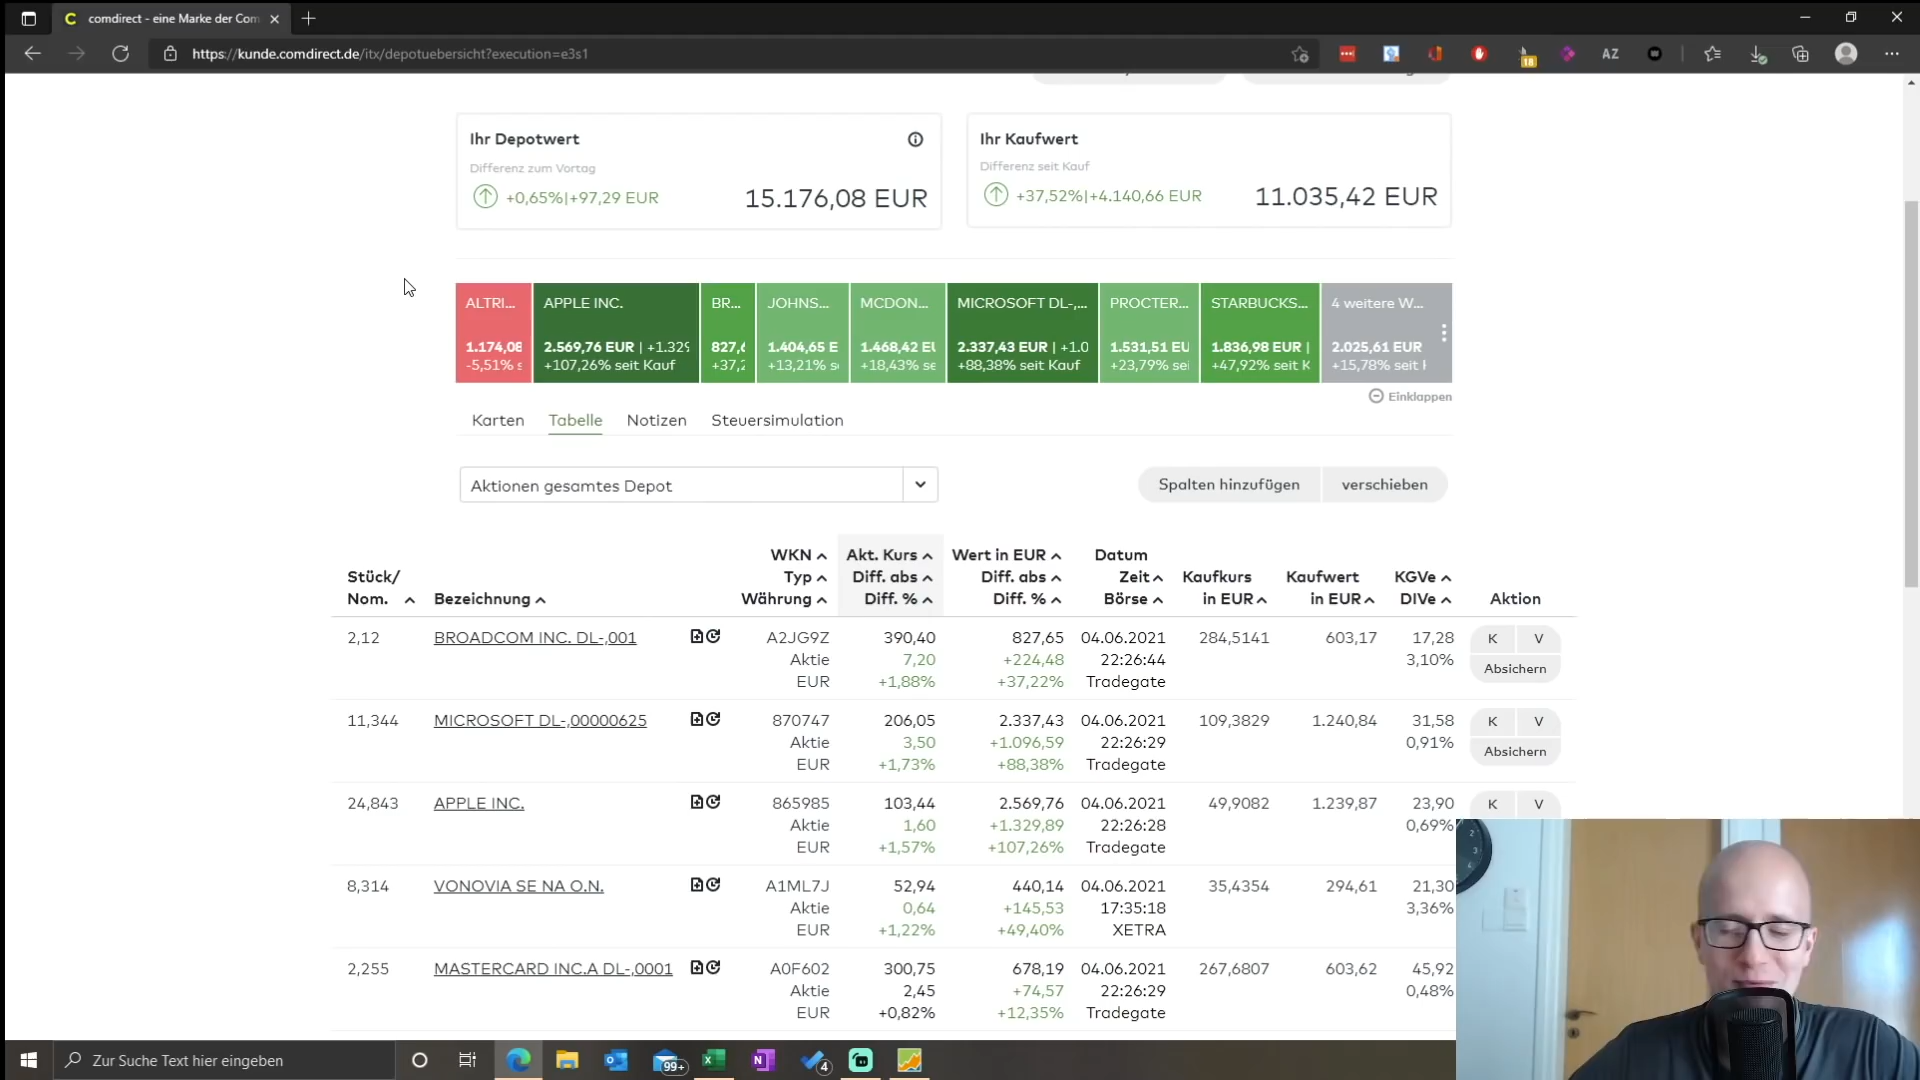 comdirect - eine Marke der Com
https://kunde.comdirect.de/itx/depotuebersicht?execution=e3s1
18
AZ
Ihr Depotwert
Differenz zum Vortag
+0,65%|+97,29 EUR
15.176,08 EUR
Ihr Kaufwert
Differenz seit Kauf
+37,52%|+4.140,66 EUR
11.035,42 EUR
ALTRI...
1.174,08
-5,51% s
APPLE INC.
2.569,76 EUR | +1.329
+107,26% seit Kauf
BR...
827,6
+37,2
JOHNS...
1.404,65 E
+13,21% s
MCDON...
1.468,42 EU
+18,43% se
MICROSOFT DL-,...
2.337,43 EUR | +1.0
+88,38% seit Kauf
PROCTER...
1.531,51 EU
+23,79% sei
STARBUCKS...
1.836,98 EUR |
+47,92% seit K
4 weitere W...
2.025,61 EUR
+15,78% seit
Einklappen
Karten Tabelle Notizen Steuersimulation
Aktionen gesamtes Depot
Spalten hinzufügen verschieben
Stück/
Nom.
Bezeichnung
WKN
Typ
Währung
Akt. Kurs
Diff. abs
Diff. %
Wert in EUR
Diff. abs
Diff. %
Datum
Zeit
Börse
Kaufkurs
in EUR
Kaufwert
in EUR
KGVe
DIVe
Aktion
2,12 BROADCOM INC. DL-,001 A2JG9Z 390,40 827,65 04.06.2021 284,5141 603,17 17,28 K V
Aktie 7,20 +224,48 22:26:44 3,10% Absichern
EUR +1,88% +37,22% Tradegate
11,344 MICROSOFT DL-,00000625 870747 206,05 2.337,43 04.06.2021 109,3829 1.240,84 31,58 K V
Aktie 3,50 +1.096,59 22:26:29 0,91% Absichern
EUR +1,73% +88,38% Tradegate
24,843 APPLE INC. 865985 103,44 2.569,76 04.06.2021 49,9082 1.239,87 23,90 K V
Aktie 1,60 +1.329,89 22:26:28 0,69%
EUR +1,57% +107,26% Tradegate
8,314 VONOVIA SE NA O.N. A1ML7J 52,94 440,14 04.06.2021 35,4354 294,61 21,30
Aktie 0,64 +145,53 17:35:18 3,36%
EUR +1,22% +49,40% XETRA
2,255 MASTERCARD INC.A DL-,0001 A0F602 300,75 678,19 04.06.2021 267,6807 603,62 45,92
Aktie 2,45 +74,57 22:26:29 0,48%
EUR +0,82% +12,35% Tradegate
Zur Suche Text hier eingeben
99+
4